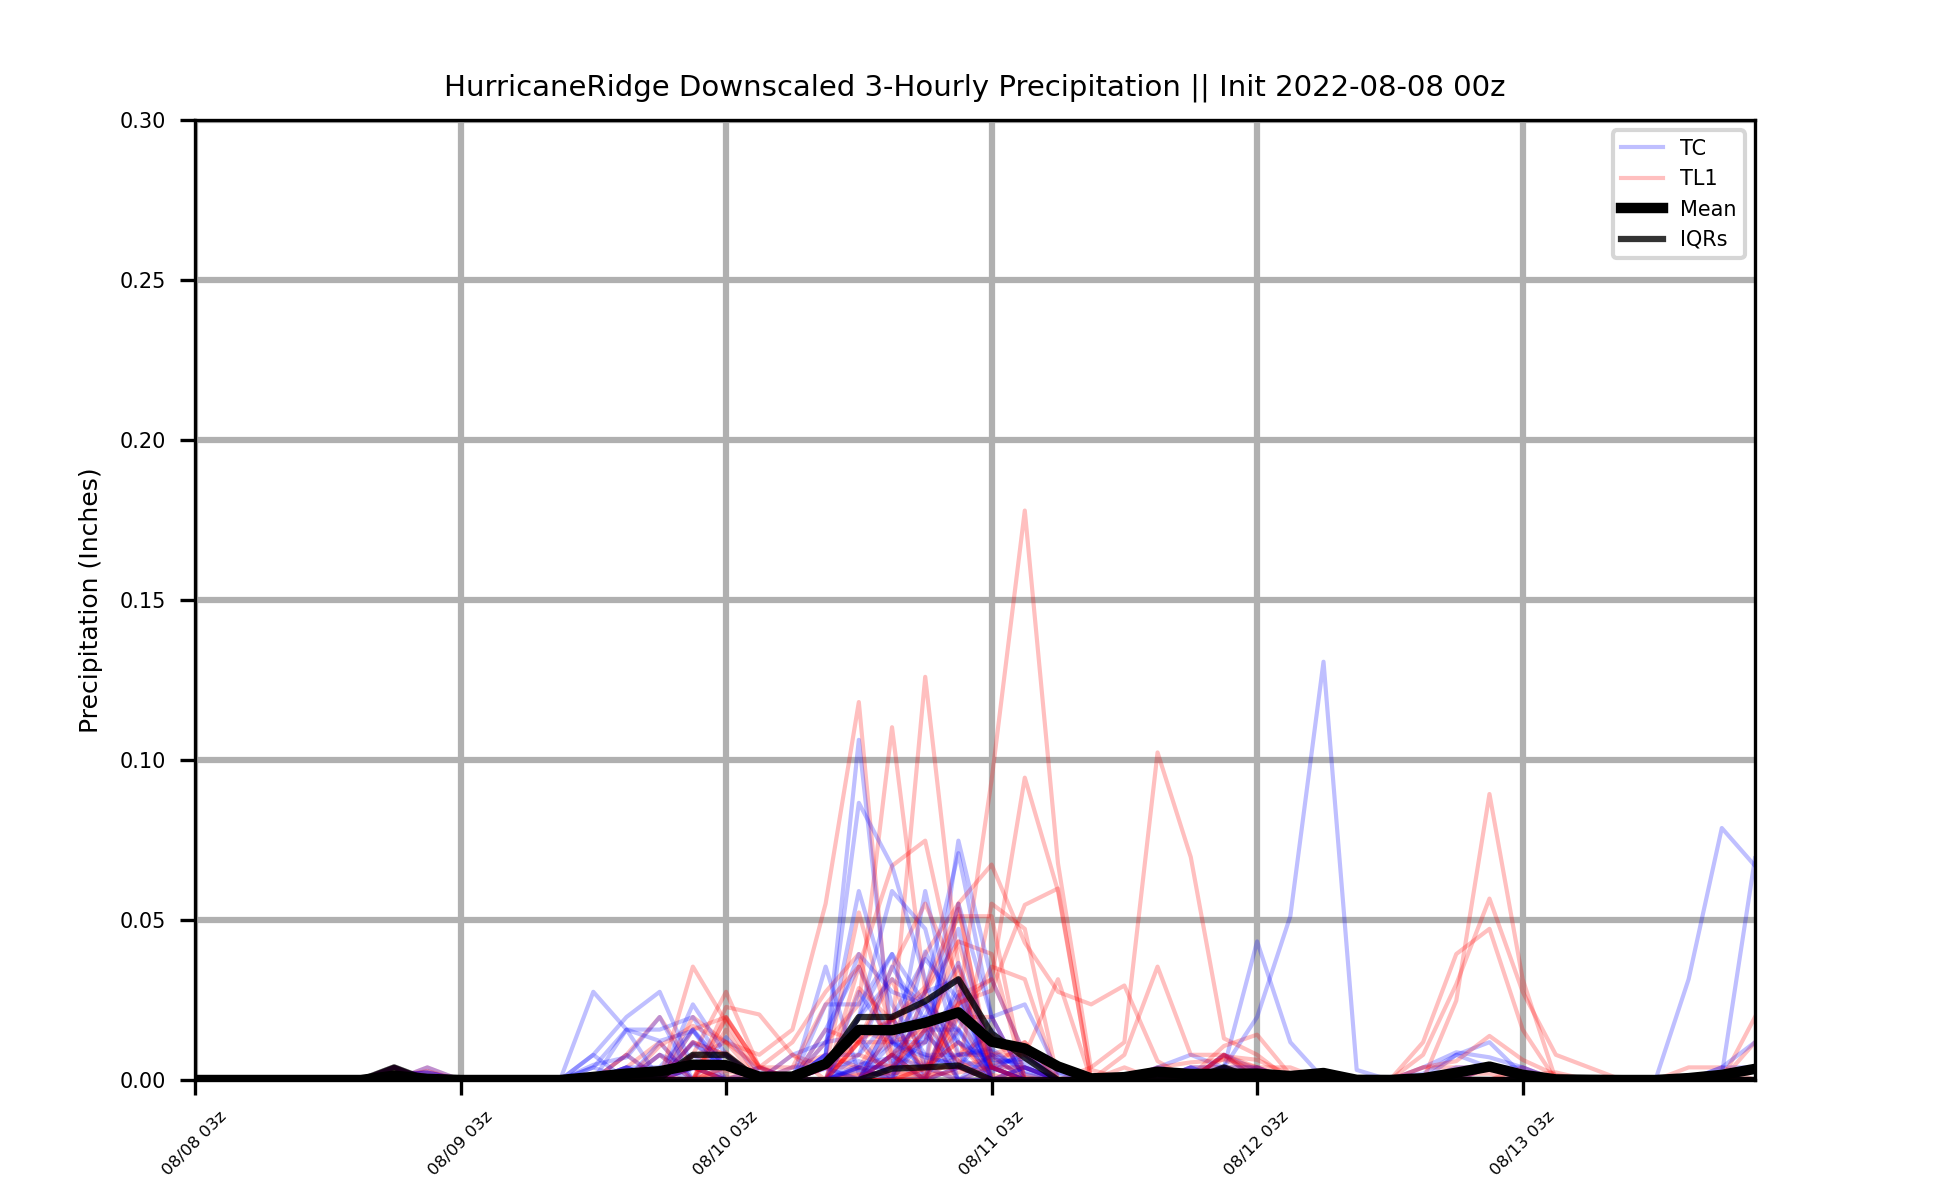 HurricaneRidge Downscaled 3-Hourly Precipitation || Init 2022-08-08 00z
Precipitation (Inches)
0.30
0.25
0.20
0.15
0.10
0.05
0.00
TC
TL1
Mean
IQRs
08/08 03z
08/09 03z
08/10 03z
08/11 03z
08/12 03z
08/13 03z